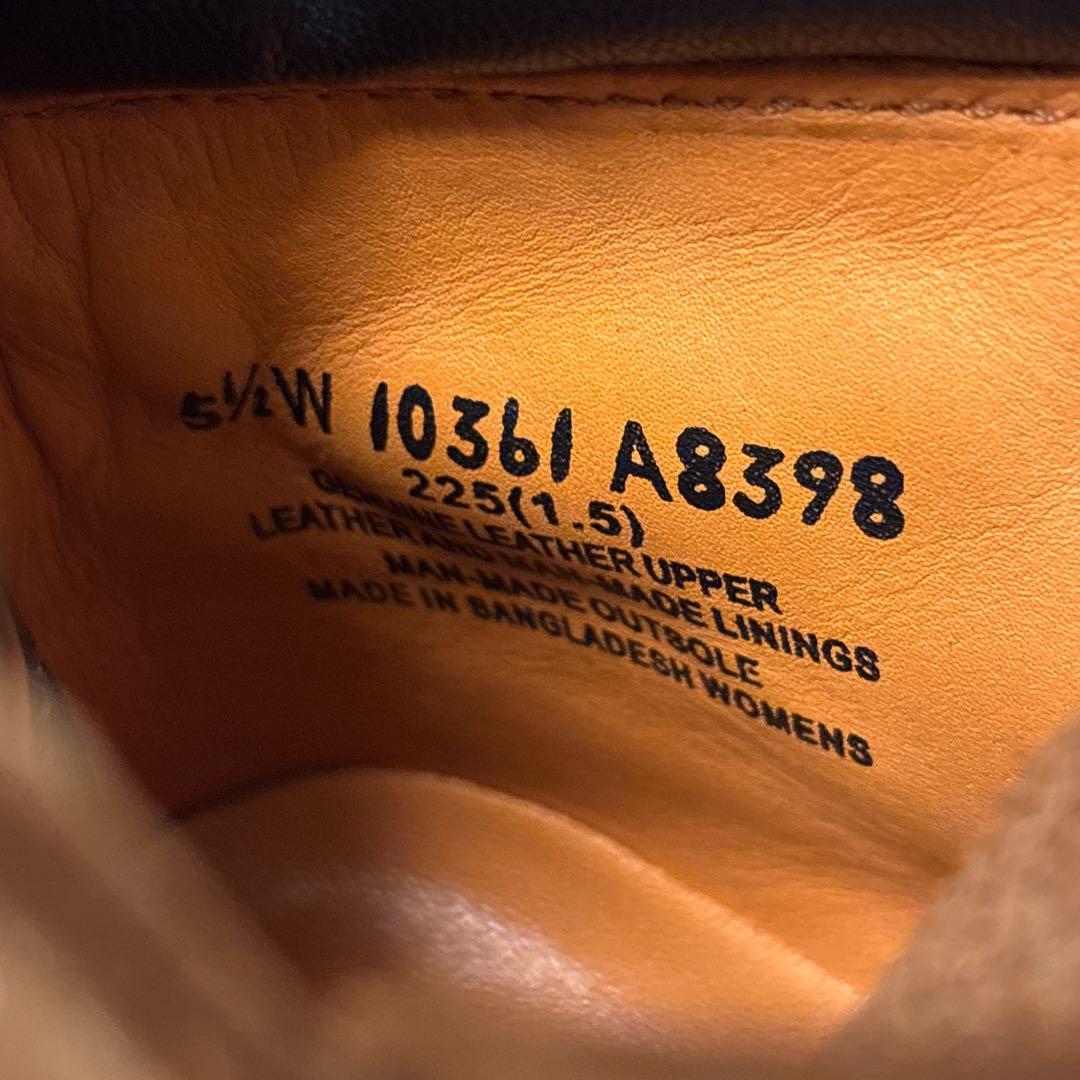 5½W 10361 A8398
225(1.5)
GENUINE LEATHER UPPER
LEATHER AND MAN-MADE LININGS
MAN-MADE OUTSOLE
MADE IN BANGLADESH WOMENS